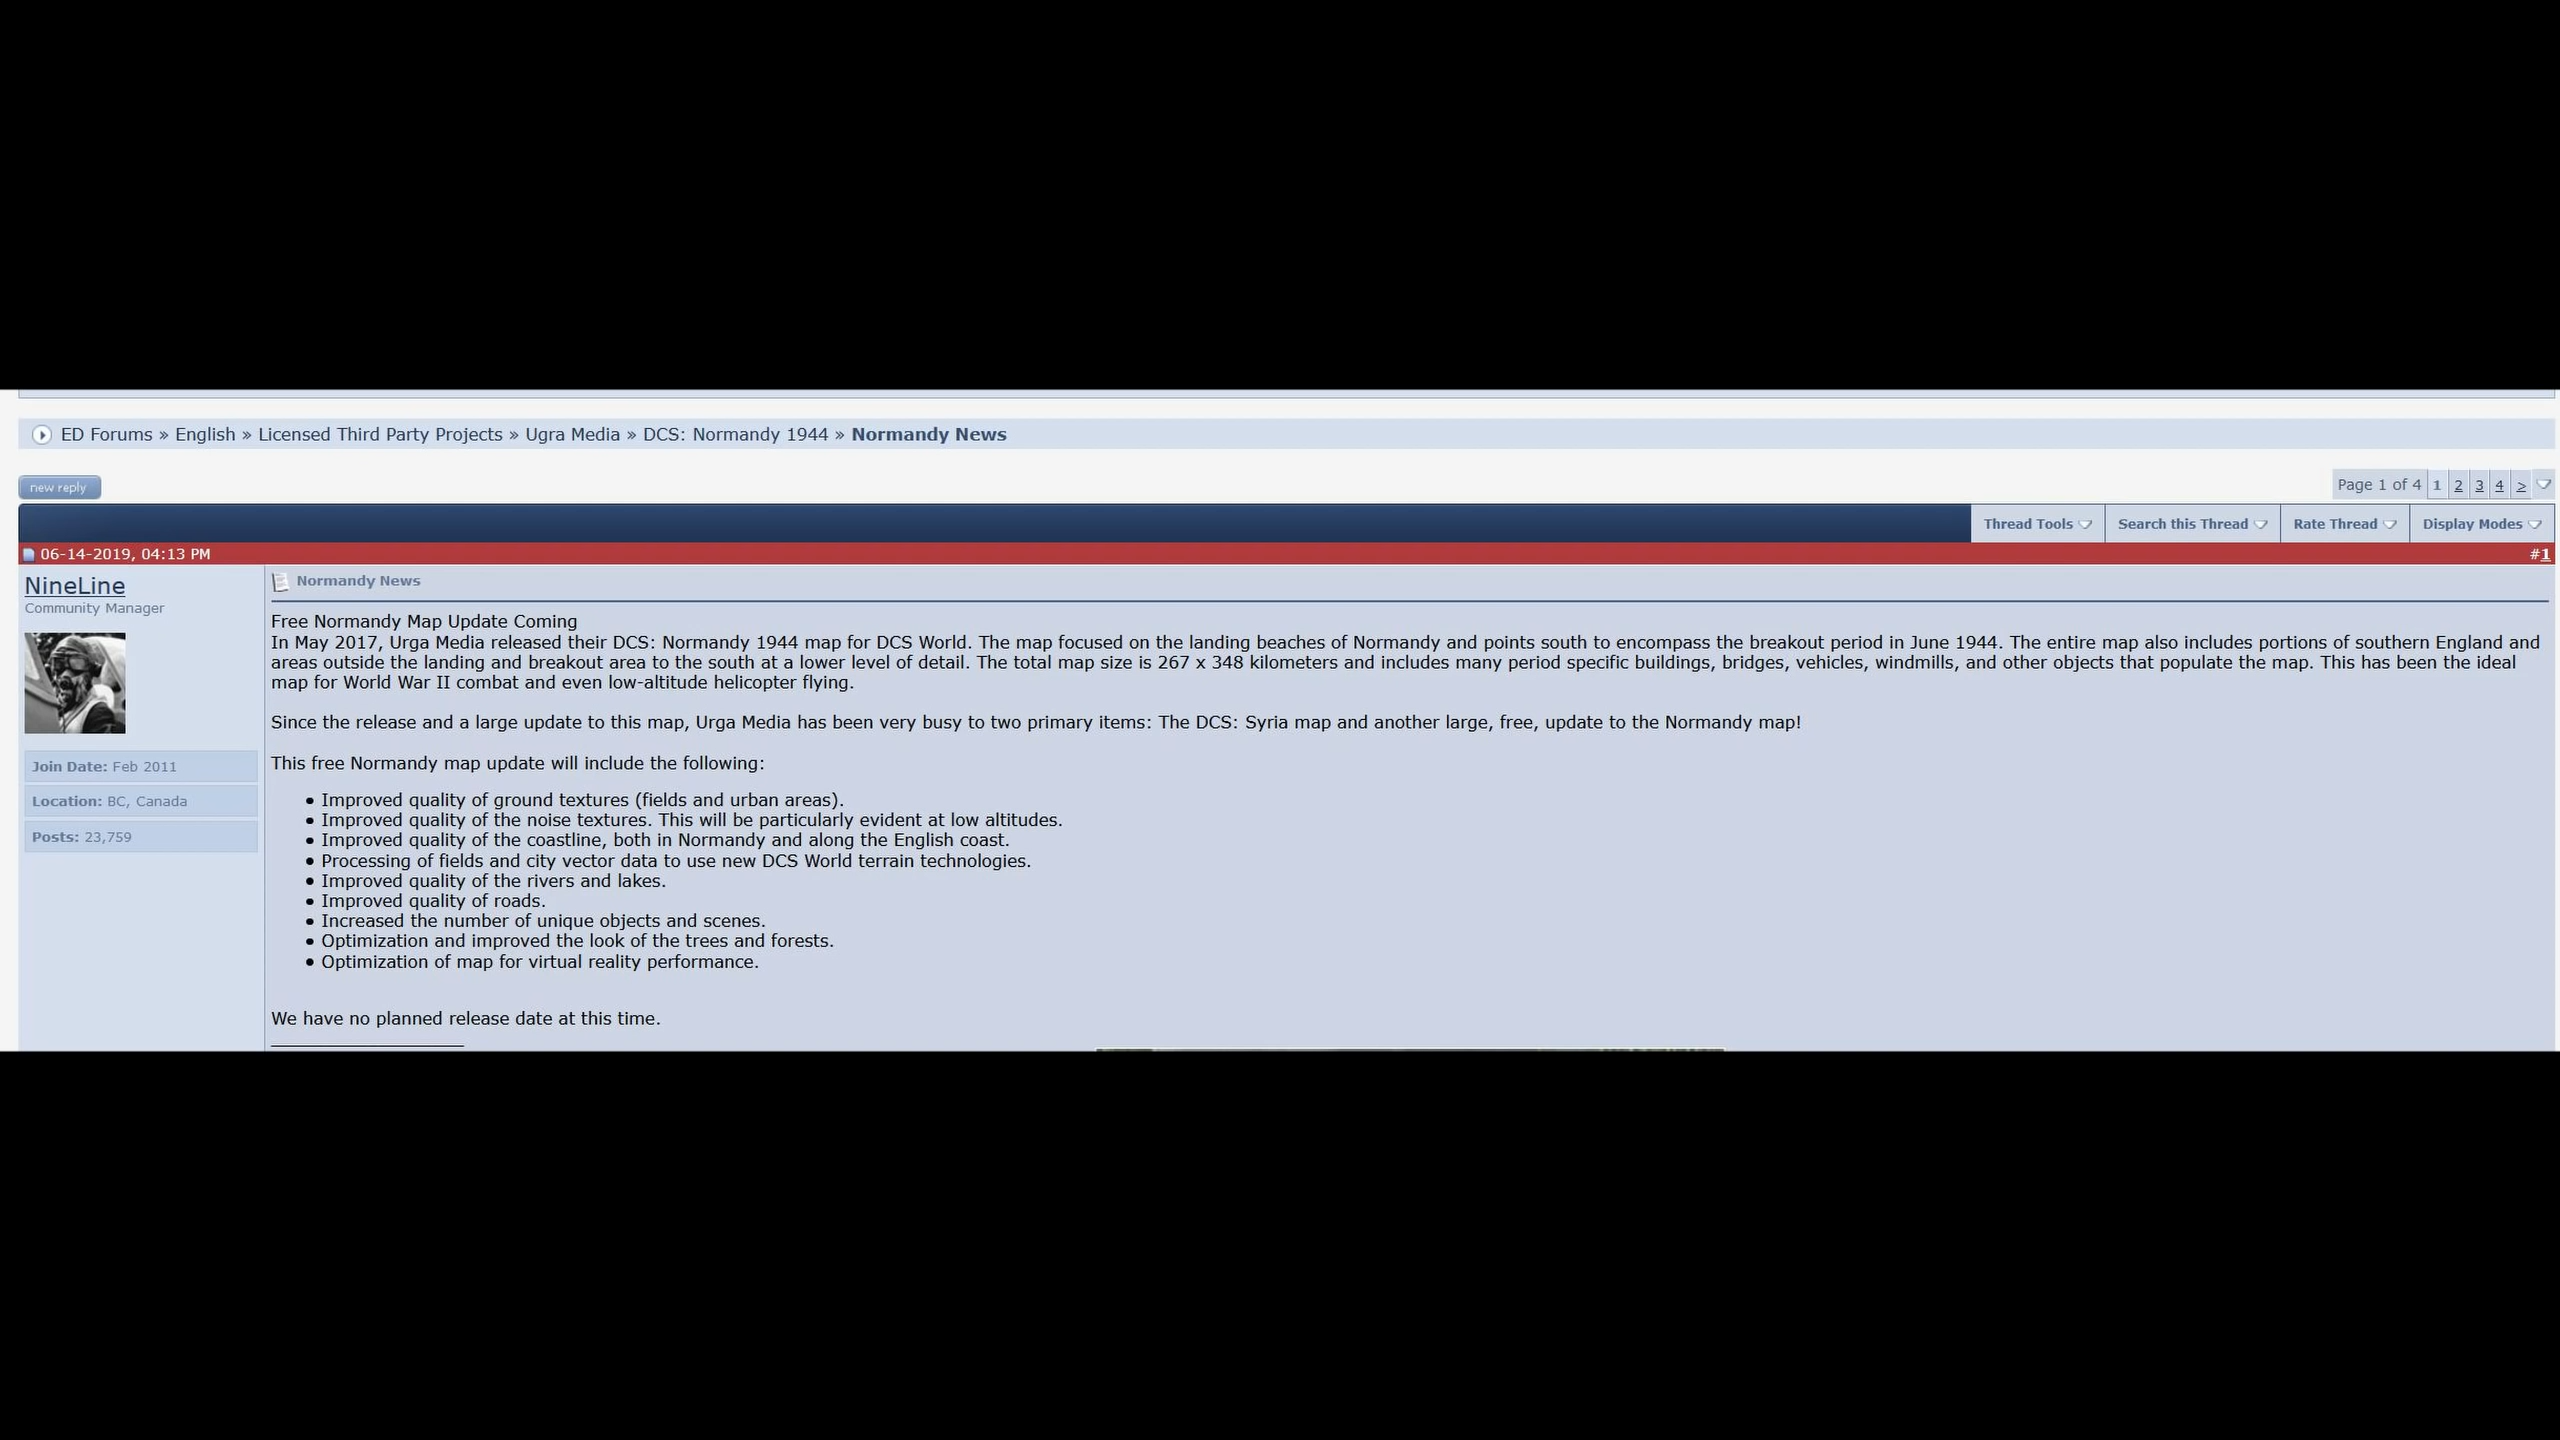 ED Forums » English » Licensed Third Party Projects » Ugra Media » DCS: Normandy 1944 » Normandy News
new reply
Page 1 of 4 1 2 3 4 >
Thread Tools Search this Thread Rate Thread Display Modes
06-14-2019, 04:13 PM #1
NineLine
Community Manager
Join Date: Feb 2011
Location: BC, Canada
Posts: 23,759
Normandy News
Free Normandy Map Update Coming
In May 2017, Urga Media released their DCS: Normandy 1944 map for DCS World. The map focused on the landing beaches of Normandy and points south to encompass the breakout period in June 1944. The entire map also includes portions of southern England and
areas outside the landing and breakout area to the south at a lower level of detail. The total map size is 267 x 348 kilometers and includes many period specific buildings, bridges, vehicles, windmills, and other objects that populate the map. This has been the ideal
map for World War II combat and even low-altitude helicopter flying.
Since the release and a large update to this map, Urga Media has been very busy to two primary items: The DCS: Syria map and another large, free, update to the Normandy map!
This free Normandy map update will include the following:
• Improved quality of ground textures (fields and urban areas).
• Improved quality of the noise textures. This will be particularly evident at low altitudes.
• Improved quality of the coastline, both in Normandy and along the English coast.
• Processing of fields and city vector data to use new DCS World terrain technologies.
• Improved quality of the rivers and lakes.
• Improved quality of roads.
• Increased the number of unique objects and scenes.
• Optimization and improved the look of the trees and forests.
• Optimization of map for virtual reality performance.
We have no planned release date at this time.